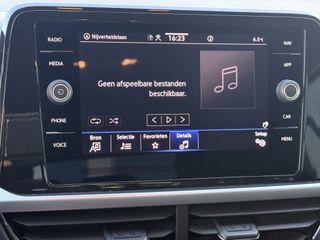 RADIO
MEDIA
PHONE
VOICE
Nijverheidslaan
16:23
6.5°C
Geen afspeelbare bestanden
beschikbaar.
Bron
Selectie
Favorieten
Details
Setup
NAV
APP
CAR
MENU